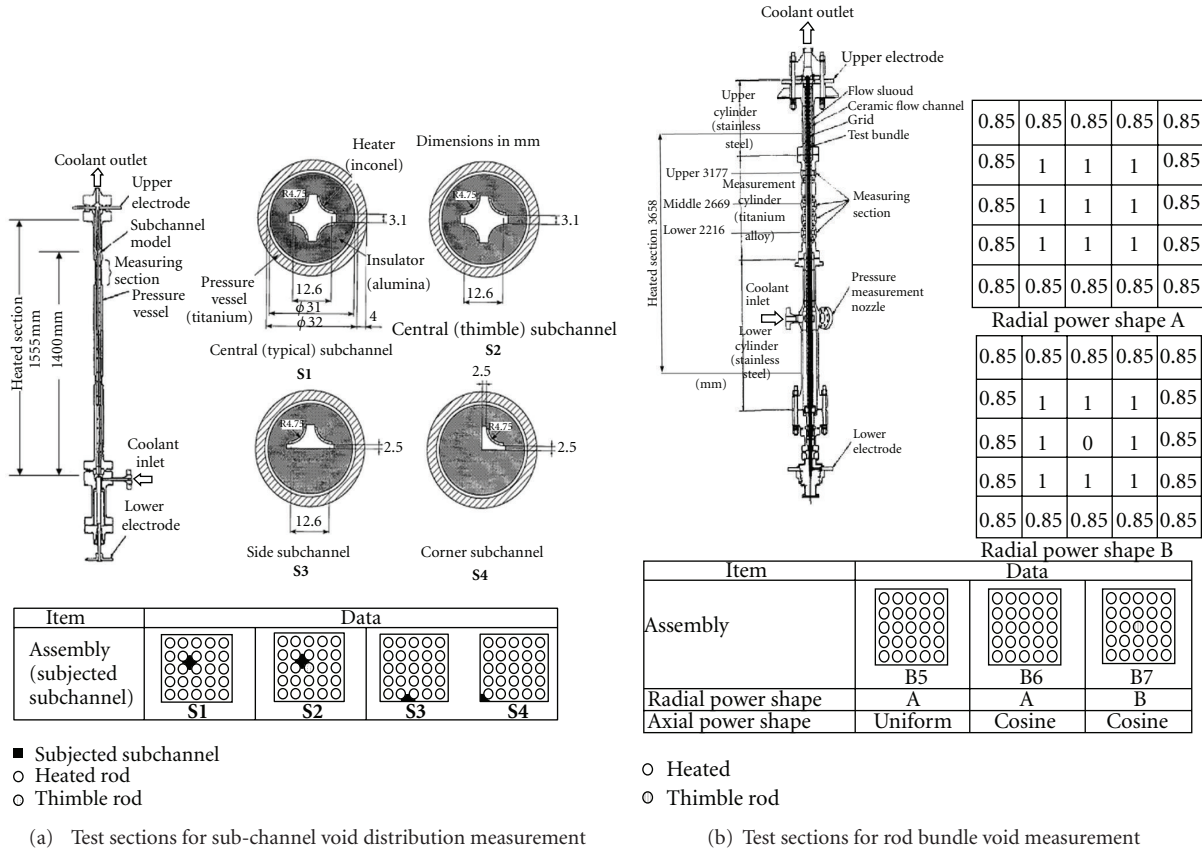 Coolant outlet
Upper
electrode
Subchannel
model
Measuring
section
Pressure
vessel
Heated section
1555mm
1400mm
Coolant
inlet
Lower
electrode
Heater
(inconel)
Dimensions in mm
R4.75
3.1
R4.75
3.1
Insulator
(alumina)
Pressure
vessel
(titanium)
12.6
ϕ31
ϕ32
4
12.6
Central (typical) subchannel
S1
Central (thimble) subchannel
S2
R4.75
2.5
12.6
2.5
R4.75
2.5
Side subchannel
S3
Corner subchannel
S4
Item Data
Assembly
(subjected
subchannel)
S1 S2 S3 S4
Subjected subchannel
Heated rod
Thimble rod
(a) Test sections for sub-channel void distribution measurement
Coolant outlet
Upper electrode
Flow sluoud
Ceramic flow channel
Grid
Test bundle
Upper
cylinder
(stainless
steel)
Upper 3177
Measurement
Middle 2669
cylinder
(titanium
Lower 2216
alloy)
Measuring
section
Heated section 3658
Coolant
inlet
Pressure
measurement
nozzle
Lower
cylinder
(stainless
steel)
(mm)
Lower
electrode
0.85 0.85 0.85 0.85 0.85
0.85 1 1 1 0.85
0.85 1 1 1 0.85
0.85 1 1 1 0.85
0.85 0.85 0.85 0.85 0.85
Radial power shape A
0.85 0.85 0.85 0.85 0.85
0.85 1 1 1 0.85
0.85 1 0 1 0.85
0.85 1 1 1 0.85
0.85 0.85 0.85 0.85 0.85
Radial power shape B
Item Data
Assembly
B5 B6 B7
Radial power shape A A B
Axial power shape Uniform Cosine Cosine
Heated
Thimble rod
(b) Test sections for rod bundle void measurement